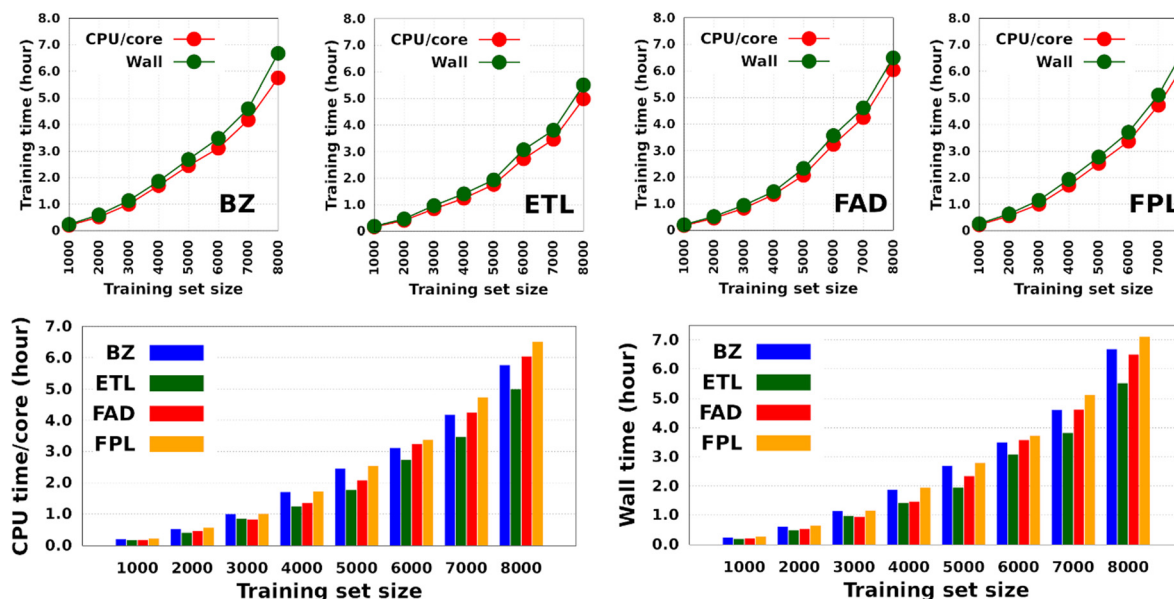 8.0
7.0
6.0
5.0
4.0
3.0
2.0
1.0
0
Training time (hour)
CPU/core
Wall
BZ
1000
2000
3000
4000
5000
6000
7000
8000
Training set size
8.0
7.0
6.0
5.0
4.0
3.0
2.0
1.0
0
Training time (hour)
CPU/core
Wall
ETL
1000
2000
3000
4000
5000
6000
7000
8000
Training set size
8.0
7.0
6.0
5.0
4.0
3.0
2.0
1.0
0
Training time (hour)
CPU/core
Wall
FAD
1000
2000
3000
4000
5000
6000
7000
8000
Training set size
8.0
7.0
6.0
5.0
4.0
3.0
2.0
1.0
0
Training time (hour)
CPU/core
Wall
FPL
1000
2000
3000
4000
5000
6000
7000
Training set size
7.0
6.0
5.0
4.0
3.0
2.0
1.0
0.0
CPU time/core (hour)
BZ
ETL
FAD
FPL
1000 2000 3000 4000 5000 6000 7000 8000
Training set size
7.0
6.0
5.0
4.0
3.0
2.0
1.0
0.0
Wall time (hour)
BZ
ETL
FAD
FPL
1000 2000 3000 4000 5000 6000 7000 8000
Training set size